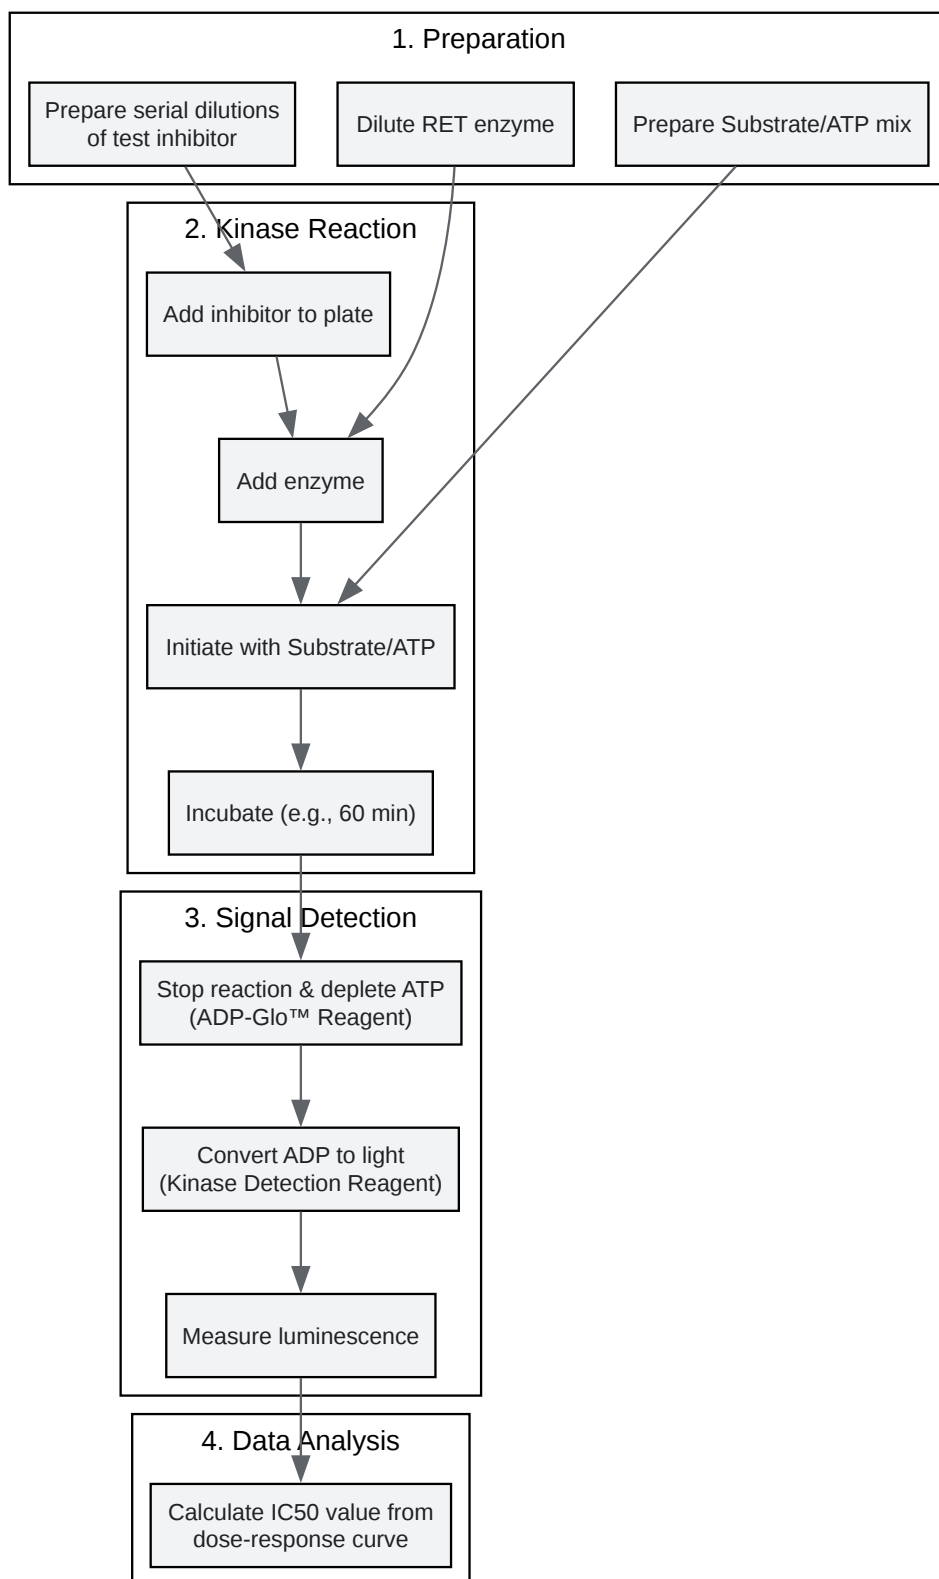 1. Preparation
Prepare serial dilutions
of test inhibitor
Dilute RET enzyme
Prepare Substrate/ATP mix
2. Kinase Reaction
Add inhibitor to plate
Add enzyme
Initiate with Substrate/ATP
Incubate (e.g., 60 min)
3. Signal Detection
Stop reaction & deplete ATP
(ADP-Glo™ Reagent)
Convert ADP to light
(Kinase Detection Reagent)
Measure luminescence
4. Data Analysis
Calculate IC50 value from
dose-response curve